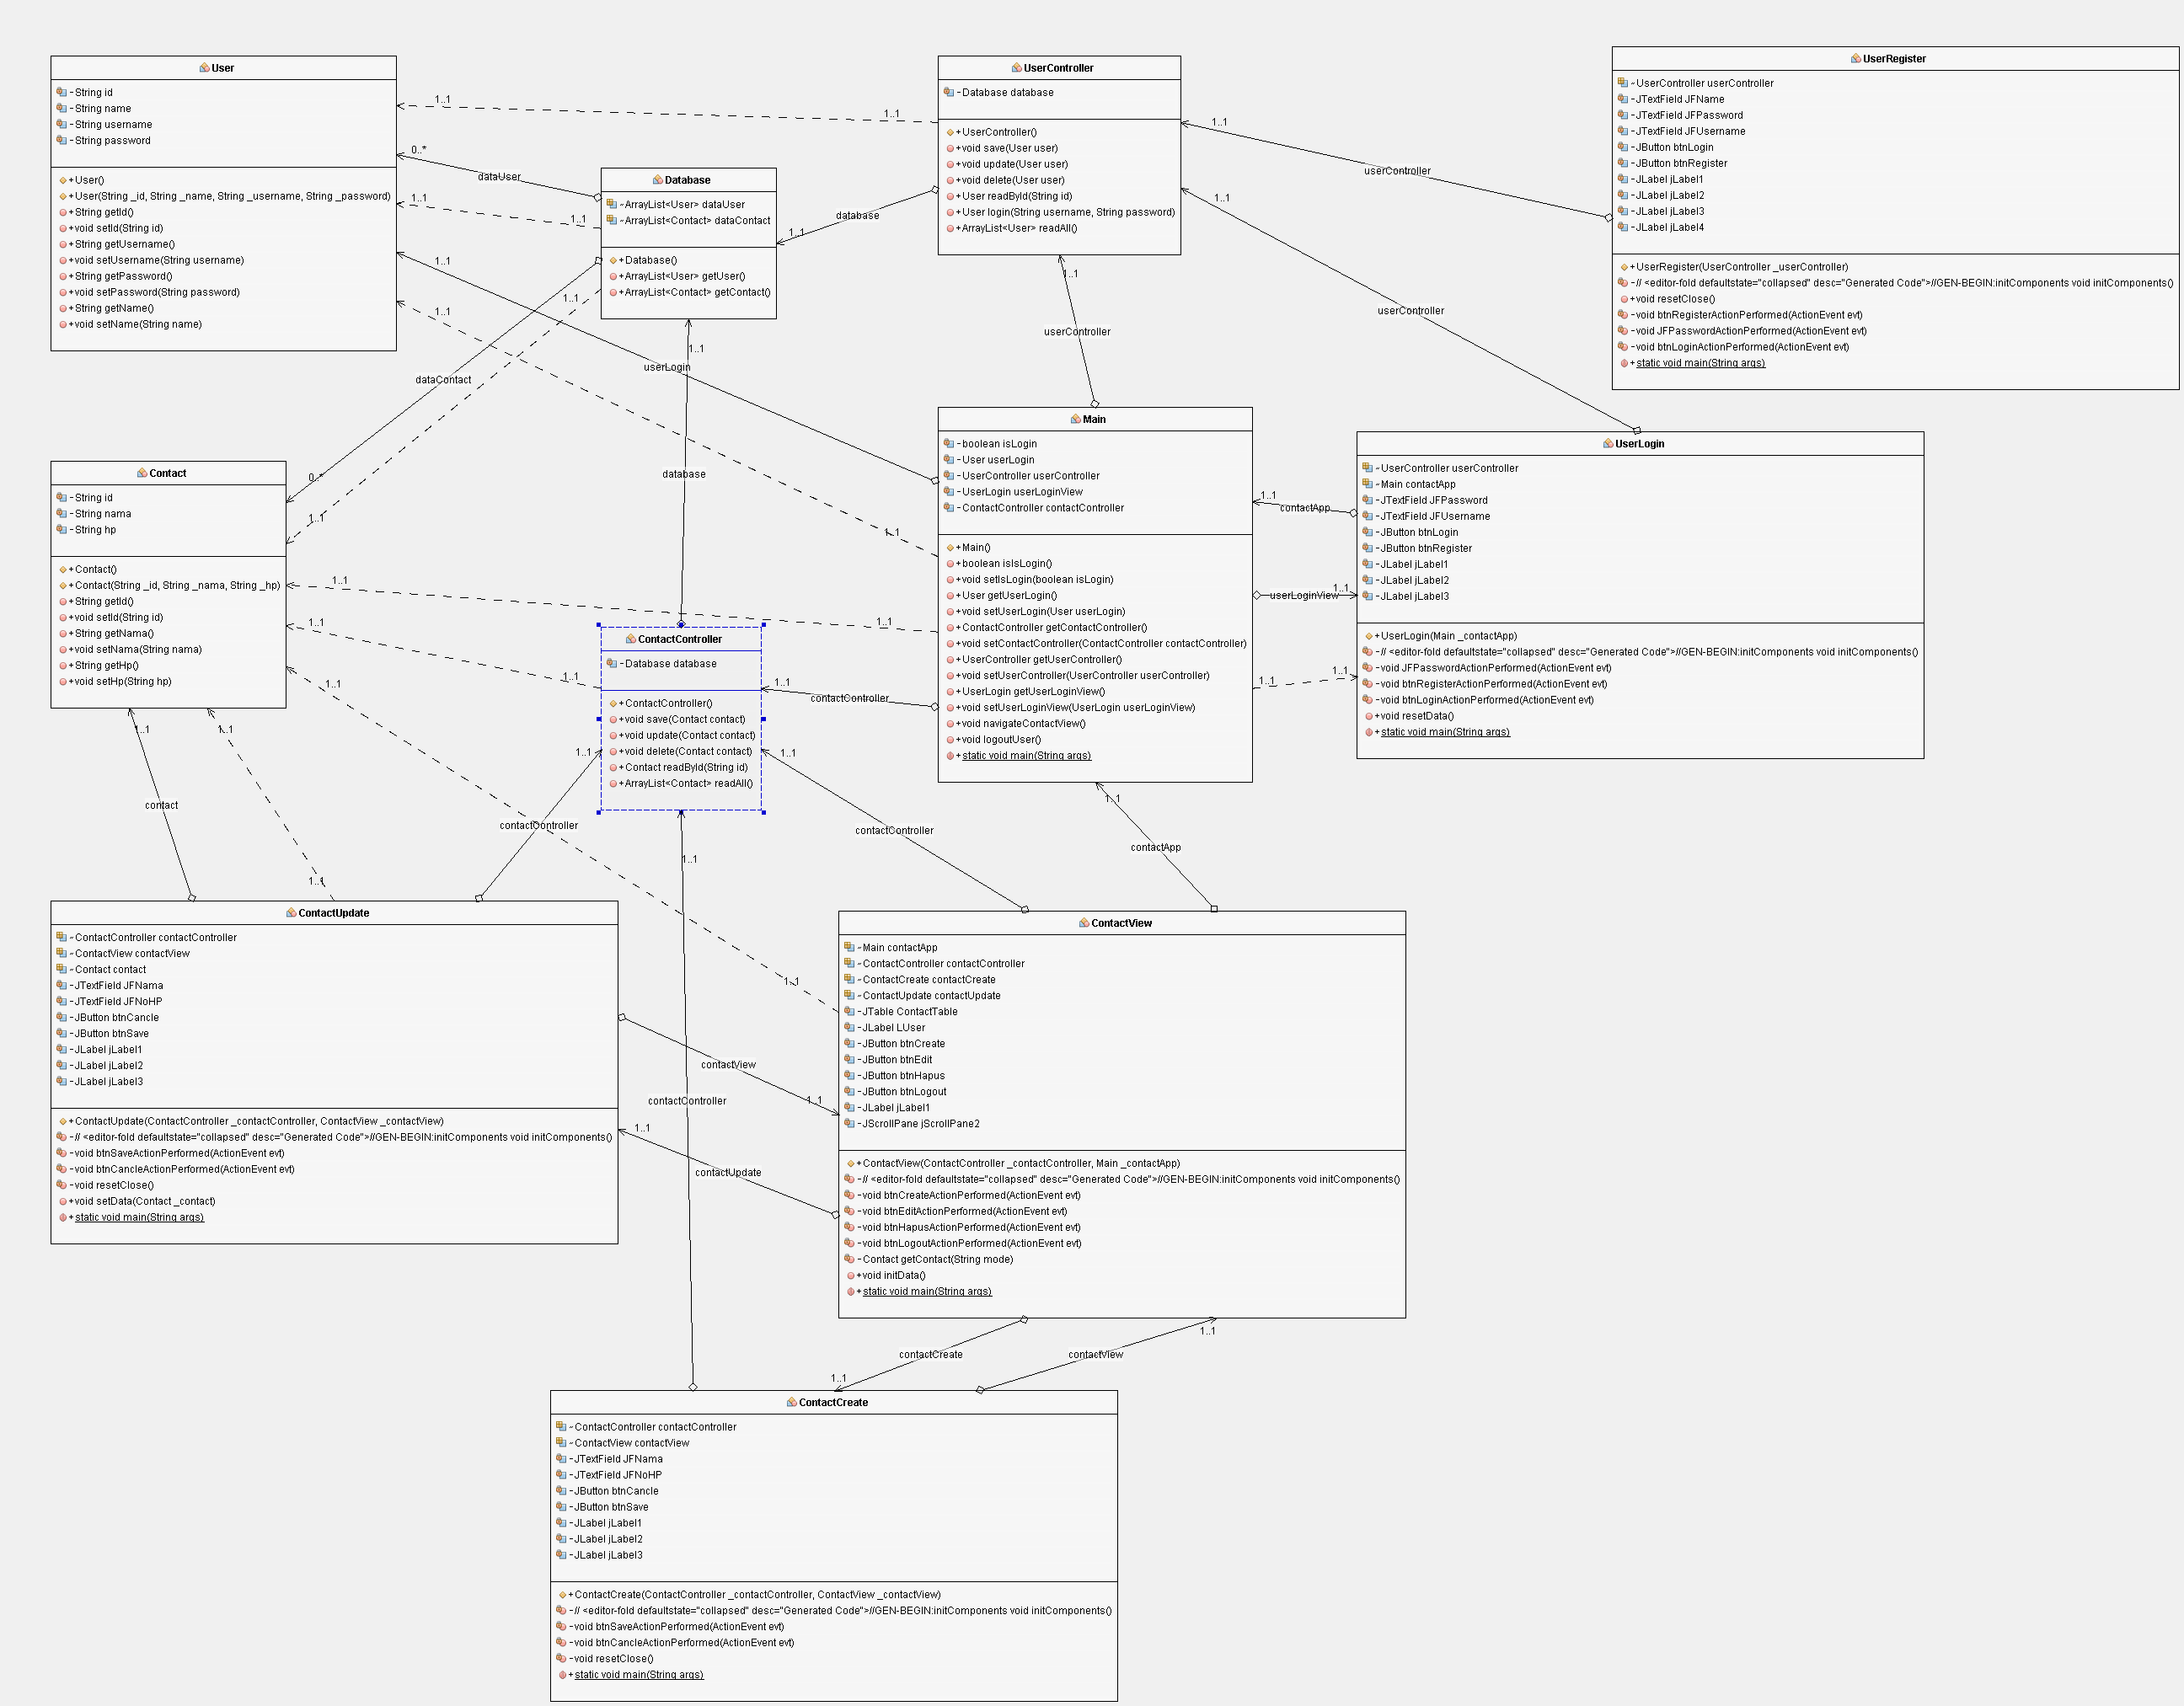 User
-String id
-String name
-String username
-String password
+User()
+User(String _id, String _name, String _username, String _password)
+String getId()
+void setId(String id)
+String getUsername()
+void setUsername(String username)
+String getPassword()
+void setPassword(String password)
+String getName()
+void setName(String name)
1..1
1..1
0..*
dataUser
1..1
1..1
1..1
1..1
Database
~ArrayList<User> dataUser
~ArrayList<Contact> dataContact
+Database()
+ArrayList<User> getUser()
+ArrayList<Contact> getContact()
UserController
-Database database
+UserController()
+void save(User user)
+void update(User user)
+void delete(User user)
+User readById(String id)
+User login(String username, String password)
+ArrayList<User> readAll()
database
1..1
1..1
userController
1..1
userController
1..1
userController
UserRegister
~UserController userController
-JTextField JFName
-JTextField JFPassword
-JTextField JFUsername
-JButton btnLogin
-JButton btnRegister
-JLabel jLabel1
-JLabel jLabel2
-JLabel jLabel3
-JLabel jLabel4
+UserRegister(UserController _userController)
-// <editor-fold defaultstate="collapsed" desc="Generated Code">//GEN-BEGIN:initComponents void initComponents()
+void resetClose()
-void btnRegisterActionPerformed(ActionEvent evt)
-void JFPasswordActionPerformed(ActionEvent evt)
-void btnLoginActionPerformed(ActionEvent evt)
+static void main(String args)
1..1
1..1
userLogin
dataContact
database
0..*
1..1
1..1
Contact
-String id
-String nama
-String hp
+Contact()
+Contact(String _id, String _nama, String _hp)
+String getId()
+void setId(String id)
+String getNama()
+void setNama(String nama)
+String getHp()
+void setHp(String hp)
1..1
1..1
1..1
1..1
1..1
Main
-boolean isLogin
-User userLogin
-UserController userController
-UserLogin userLoginView
-ContactController contactController
+Main()
+boolean isIsLogin()
+void setIsLogin(boolean isLogin)
+User getUserLogin()
+void setUserLogin(User userLogin)
+ContactController getContactController()
+void setContactController(ContactController contactController)
+UserController getUserController()
+void setUserController(UserController userController)
+UserLogin getUserLoginView()
+void setUserLoginView(UserLogin userLoginView)
+void navigateContactView()
+void logoutUser()
+static void main(String args)
1..1
contactApp
1..1
userLoginView
1..1
1..1
UserLogin
~UserController userController
~Main contactApp
-JTextField JFPassword
-JTextField JFUsername
-JButton btnLogin
-JButton btnRegister
-JLabel jLabel1
-JLabel jLabel2
-JLabel jLabel3
+UserLogin(Main _contactApp)
-// <editor-fold defaultstate="collapsed" desc="Generated Code">//GEN-BEGIN:initComponents void initComponents()
-void JFPasswordActionPerformed(ActionEvent evt)
-void btnRegisterActionPerformed(ActionEvent evt)
-void btnLoginActionPerformed(ActionEvent evt)
+void resetData()
+static void main(String args)
ContactController
-Database database
+ContactController()
+void save(Contact contact)
+void update(Contact contact)
+void delete(Contact contact)
+Contact readById(String id)
+ArrayList<Contact> readAll()
1..1
contactController
1..1
1..1
1..1
1..1
1..1
contact
contactController
1..1
contactController
1..1
contactApp
1..1
1..1
ContactUpdate
~ContactController contactController
~ContactView contactView
~Contact contact
-JTextField JFNama
-JTextField JFNoHP
-JButton btnCancle
-JButton btnSave
-JLabel jLabel1
-JLabel jLabel2
-JLabel jLabel3
+ContactUpdate(ContactController _contactController, ContactView _contactView)
-// <editor-fold defaultstate="collapsed" desc="Generated Code">//GEN-BEGIN:initComponents void initComponents()
-void btnSaveActionPerformed(ActionEvent evt)
-void btnCancleActionPerformed(ActionEvent evt)
-void resetClose()
+void setData(Contact _contact)
+static void main(String args)
contactView
1..1
contactController
1..1
contactUpdate
ContactView
~Main contactApp
~ContactController contactController
~ContactCreate contactCreate
~ContactUpdate contactUpdate
-JTable ContactTable
-JLabel LUser
-JButton btnCreate
-JButton btnEdit
-JButton btnHapus
-JButton btnLogout
-JLabel jLabel1
-JScrollPane jScrollPane2
+ContactView(ContactController _contactController, Main _contactApp)
-// <editor-fold defaultstate="collapsed" desc="Generated Code">//GEN-BEGIN:initComponents void initComponents()
-void btnCreateActionPerformed(ActionEvent evt)
-void btnEditActionPerformed(ActionEvent evt)
-void btnHapusActionPerformed(ActionEvent evt)
-void btnLogoutActionPerformed(ActionEvent evt)
-Contact getContact(String mode)
+void initData()
+static void main(String args)
1..1
contactCreate
contactView
1..1
ContactCreate
~ContactController contactController
~ContactView contactView
-JTextField JFNama
-JTextField JFNoHP
-JButton btnCancle
-JButton btnSave
-JLabel jLabel1
-JLabel jLabel2
-JLabel jLabel3
+ContactCreate(ContactController _contactController, ContactView _contactView)
-// <editor-fold defaultstate="collapsed" desc="Generated Code">//GEN-BEGIN:initComponents void initComponents()
-void btnSaveActionPerformed(ActionEvent evt)
-void btnCancleActionPerformed(ActionEvent evt)
-void resetClose()
+static void main(String args)